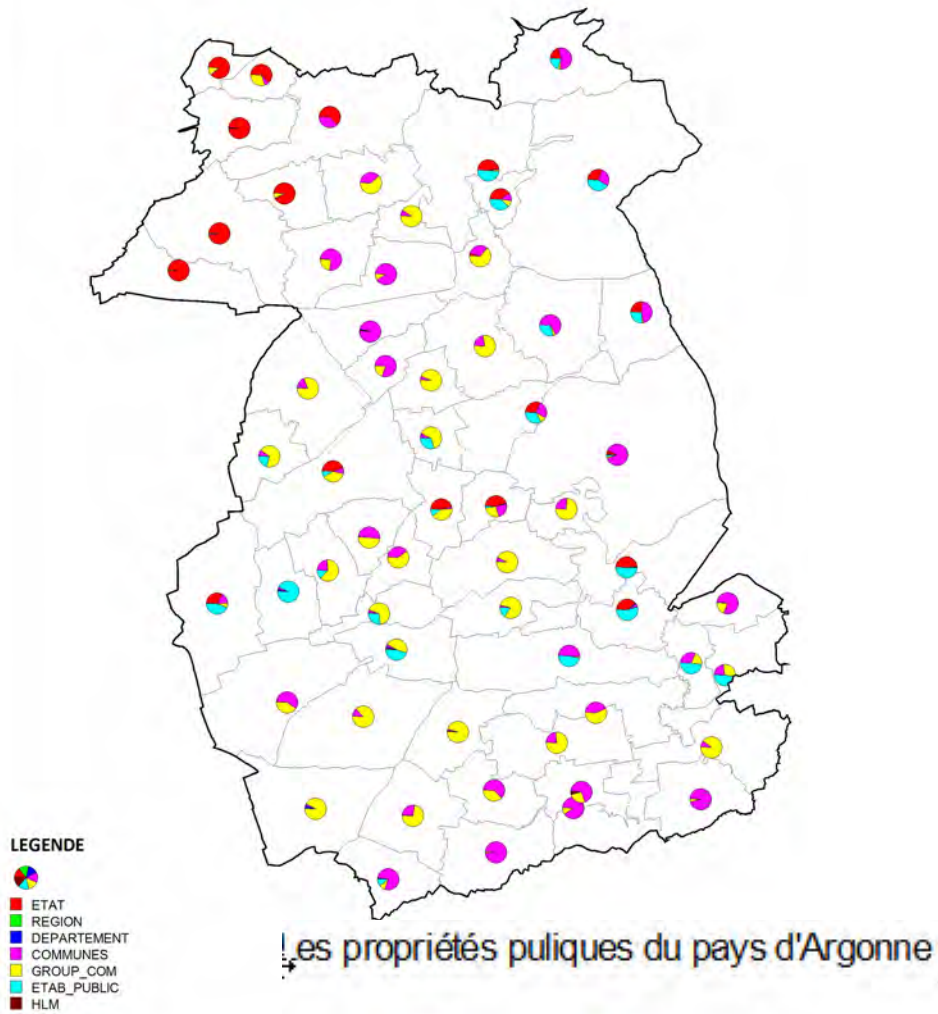 LEGENDE
ETAT
REGION
DEPARTEMENT
COMMUNES
GROUP_COM
ETAB_PUBLIC
HLM
Les propriétés puliques du pays d'Argonne